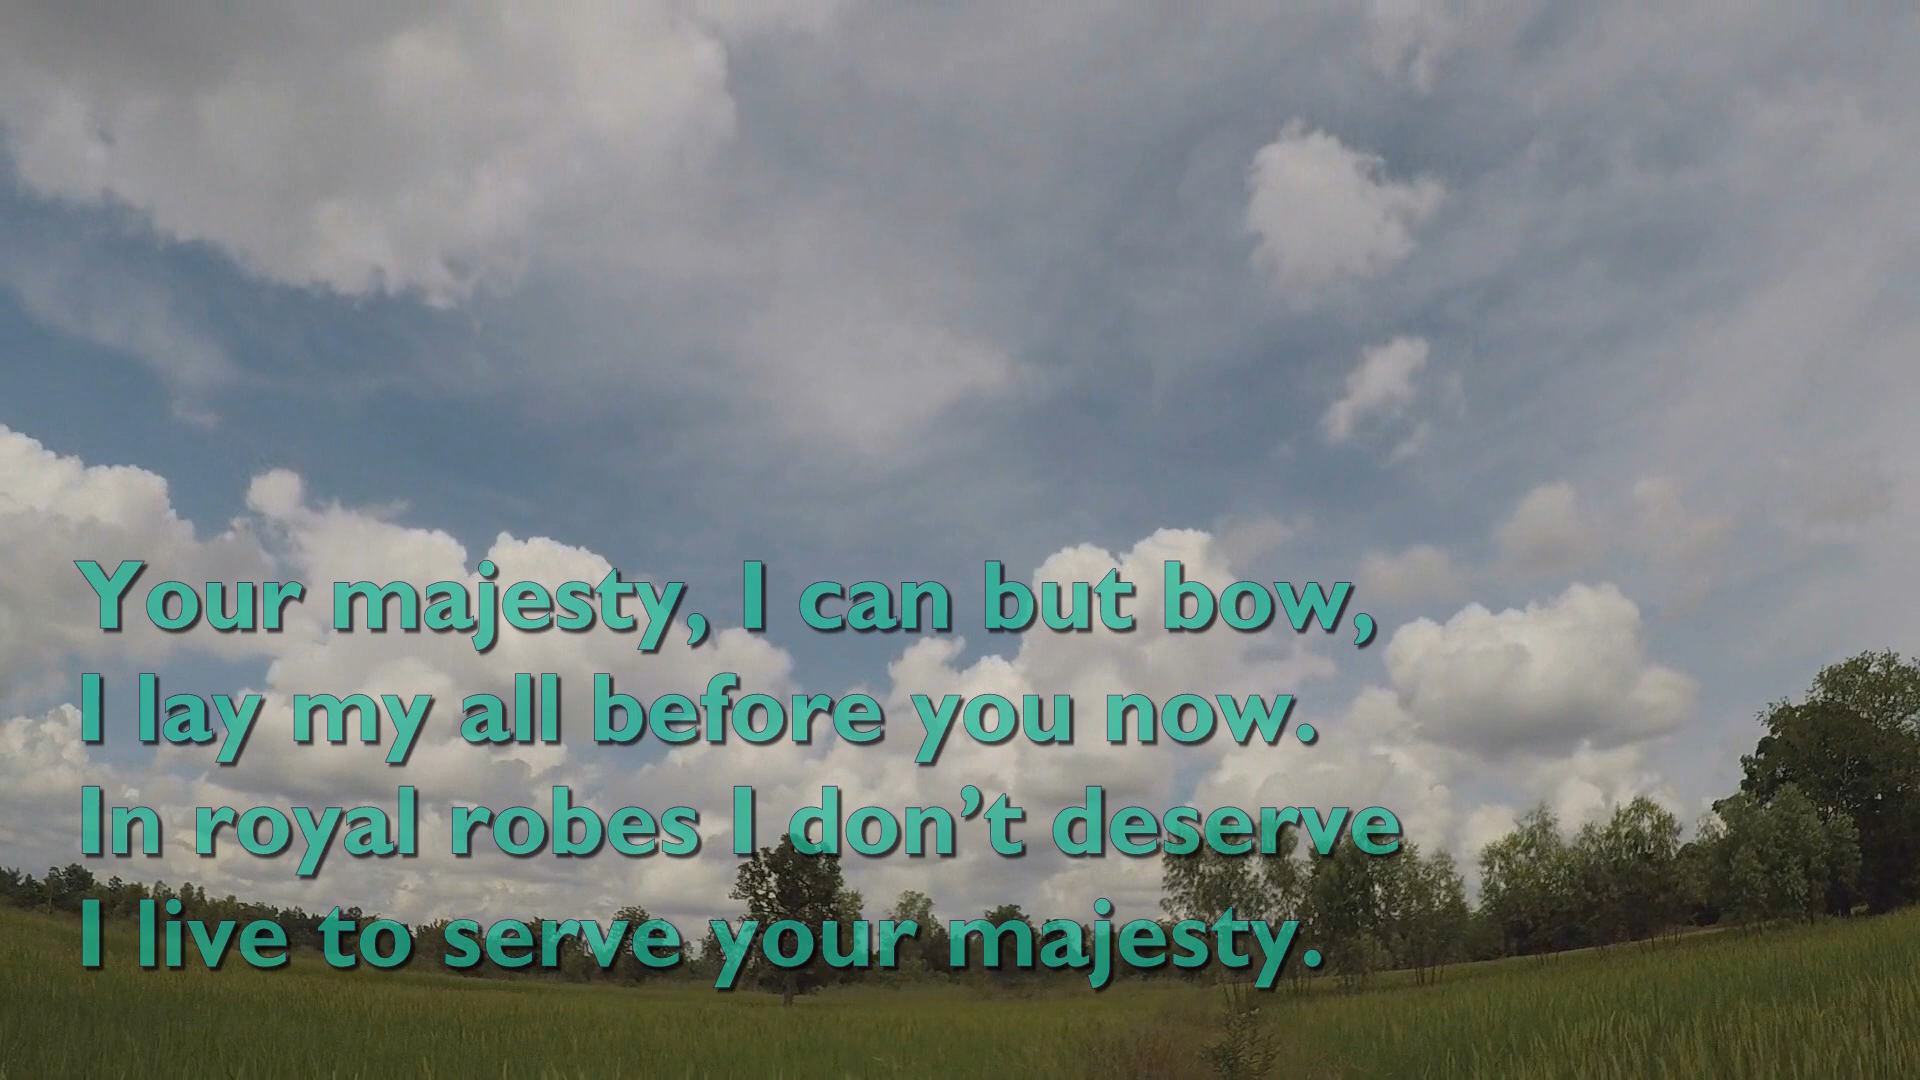 Your majesty, I can but bow,
I lay my all before you now.
In royal robes I don’t deserve
I live to serve your majesty.